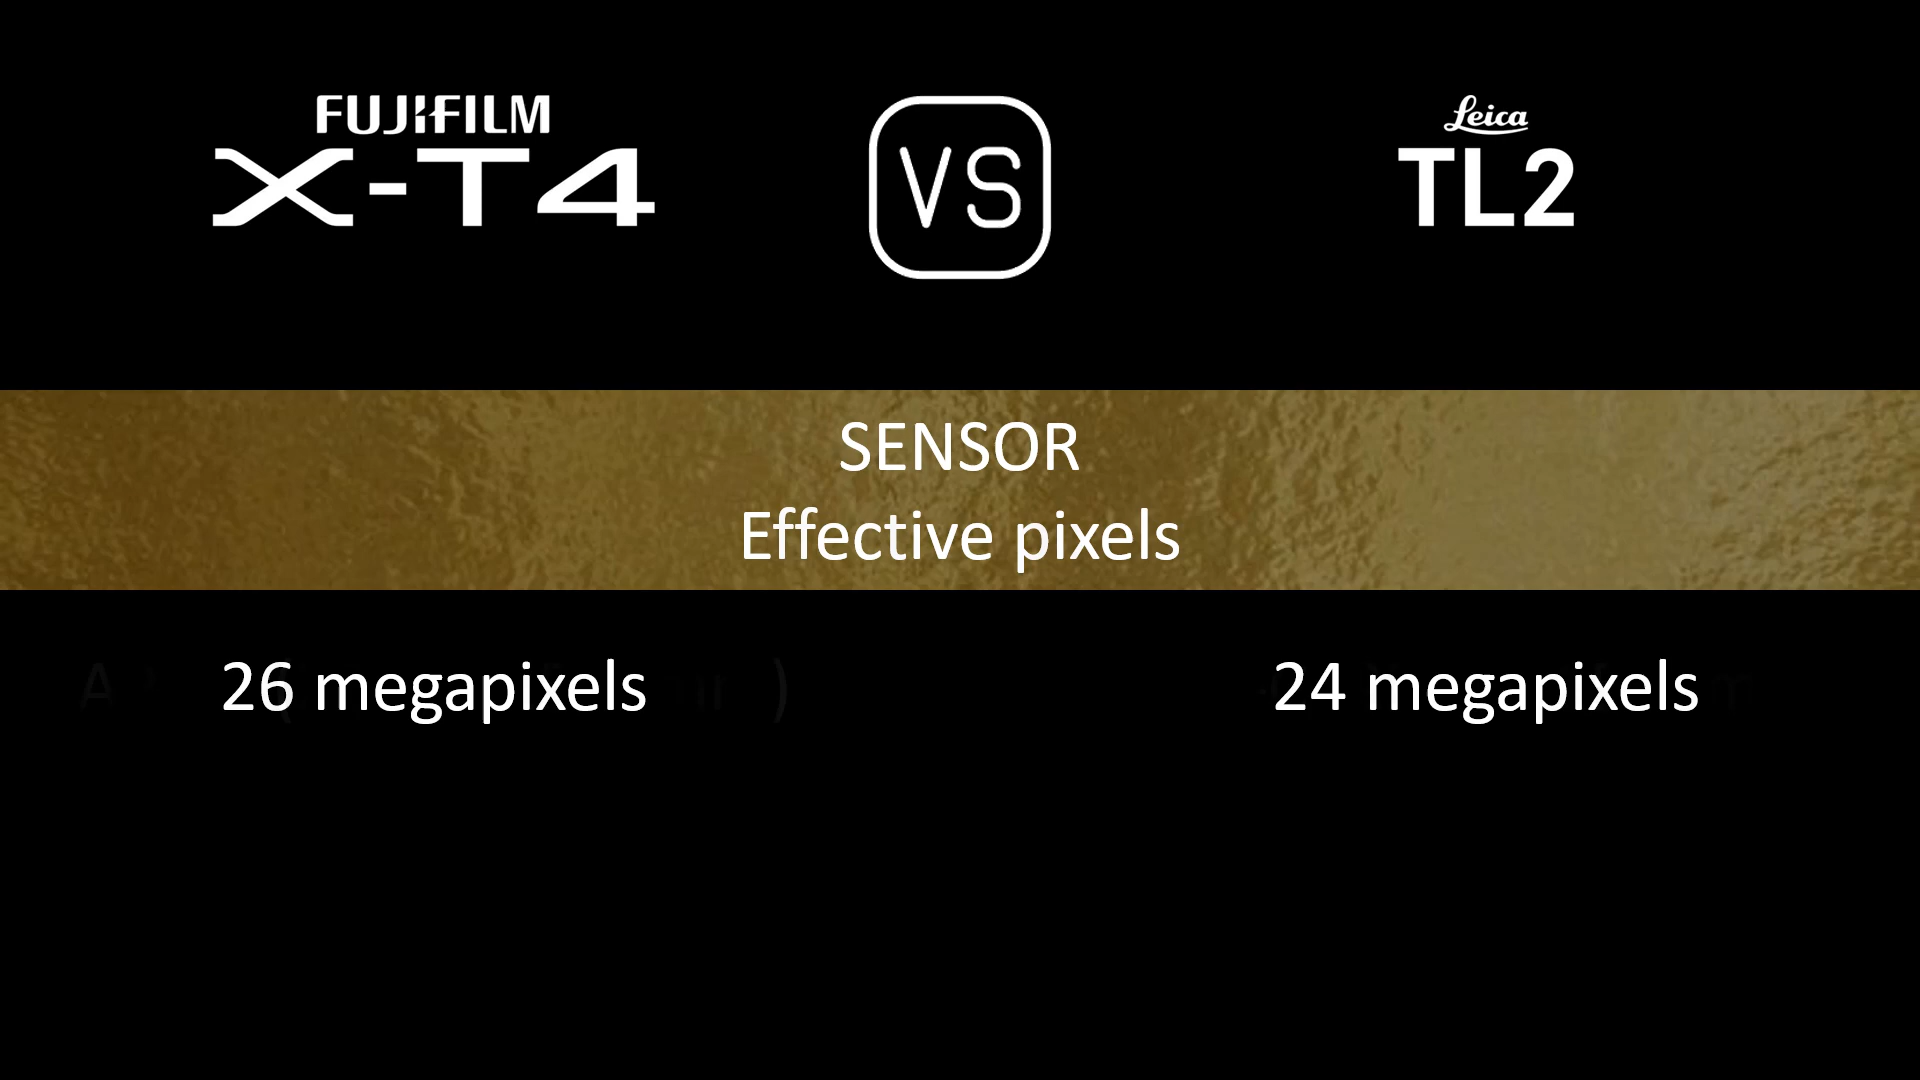 FUJIFILM
X-T4
VS
Leica
TL2
SENSOR
Effective pixels
26 megapixels
24 megapixels